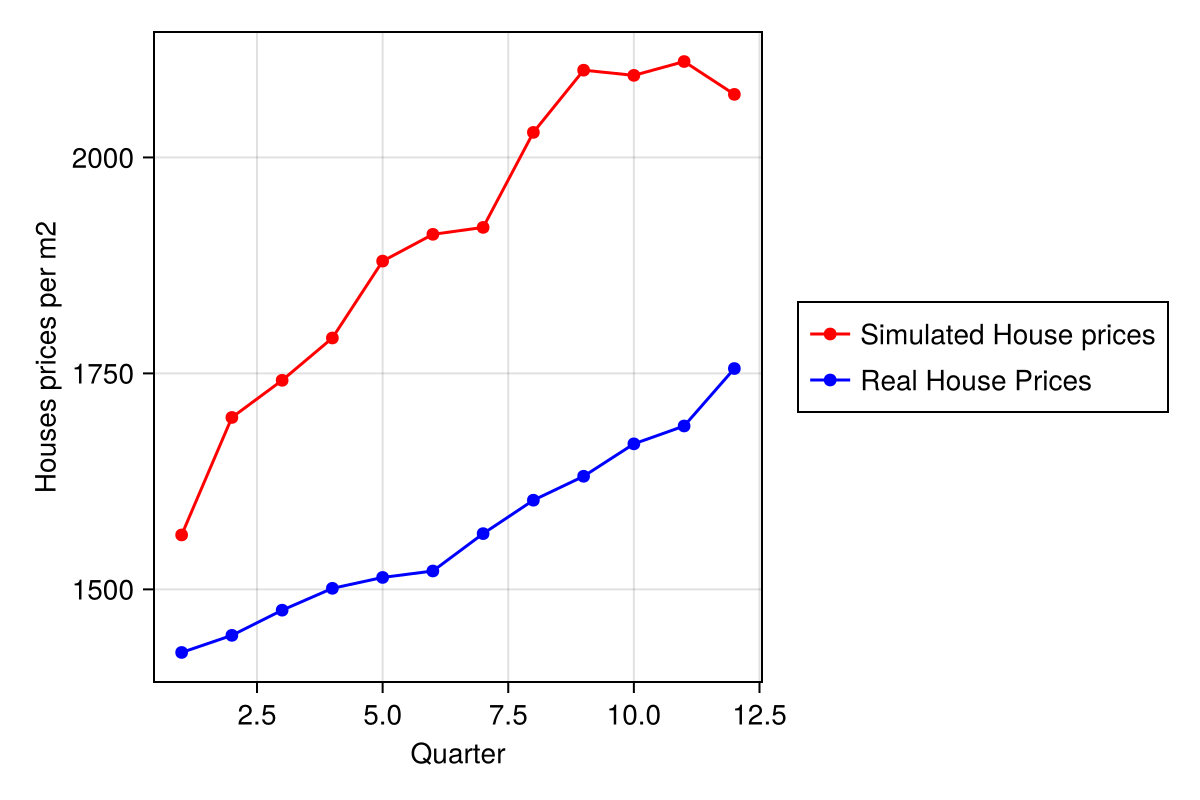 2000
1750
1500
Houses prices per m2
2.5 5.0 7.5 10.0 12.5
Quarter
Simulated House prices
Real House Prices